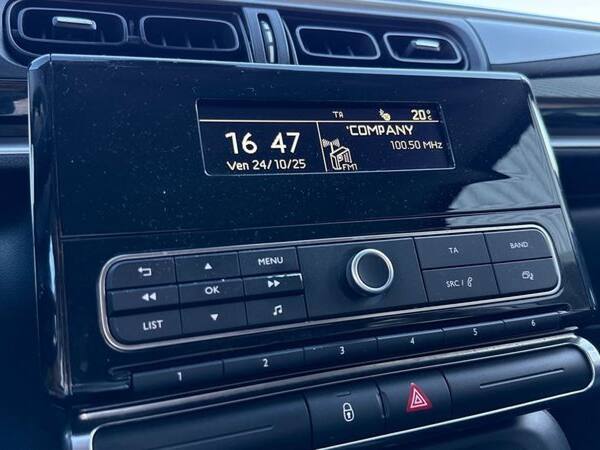 TA
20°C
16 47
'COMPANY
100.50 MHz
Ven 24/10/25
FM1
MENU
OK
LIST
TA
BAND
SRC /
1
2
3
4
5
6